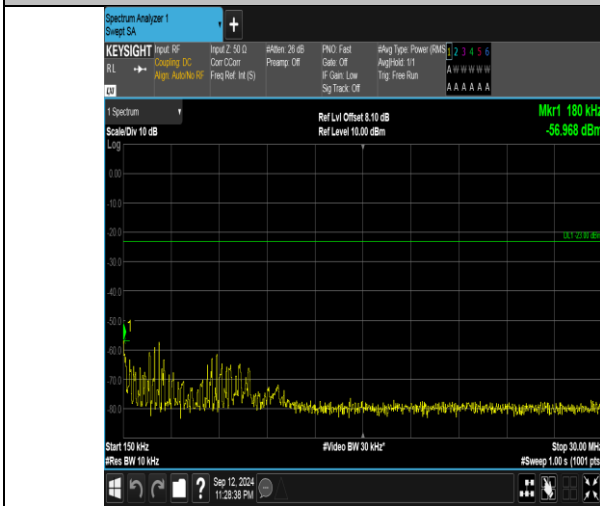 Spectrum Analyzer 1
Swept SA
+
KEYSIGHT
RL
Input: RF
Coupling: DC
Align: Auto/No RF
Input Z: 50 Ω
Corr CCorr
Freq Ref: Int (S)
#Atten: 26 dB
Preamp: Off
PNO: Fast
Gate: Off
IF Gain: Low
Sig Track: Off
#Avg Type: Power (RMS
Avg|Hold: 1/1
Trig: Free Run
1 2 3 4 5 6
A W W W W W
A A A A A A
1 Spectrum
Scale/Div 10 dB
Log
Ref Lvl Offset 8.10 dB
Ref Level 10.00 dBm
Mkr1 180 kHz
-56.968 dBm
0.00
-10.0
-20.0
DL1 -23.00 dBm
-30.0
-40.0
-50.0
1
-60.0
-70.0
-80.0
Start 150 kHz
#Res BW 10 kHz
#Video BW 30 kHz*
Stop 30.00 MHz
#Sweep 1.00 s (1001 pts
?
Sep 12, 2024
11:28:38 PM